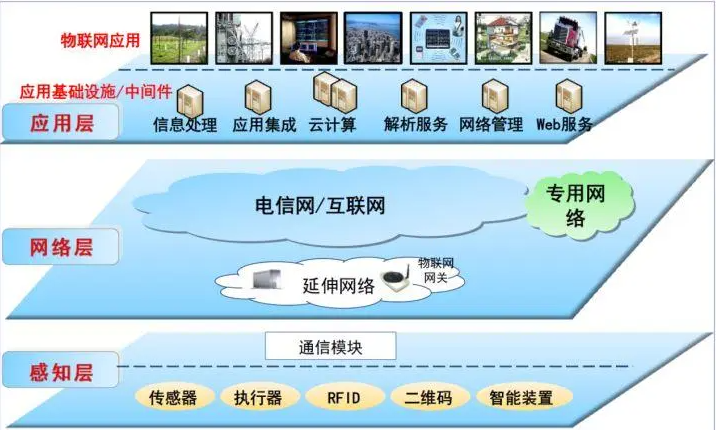 物联网应用
应用基础设施/中间件
应用层
信息处理
应用集成
云计算
解析服务
网络管理
Web服务
电信网/互联网
专用网
络
网络层
物联网
网关
延伸网络
通信模块
感知层
传感器
执行器
RFID
二维码
智能装置